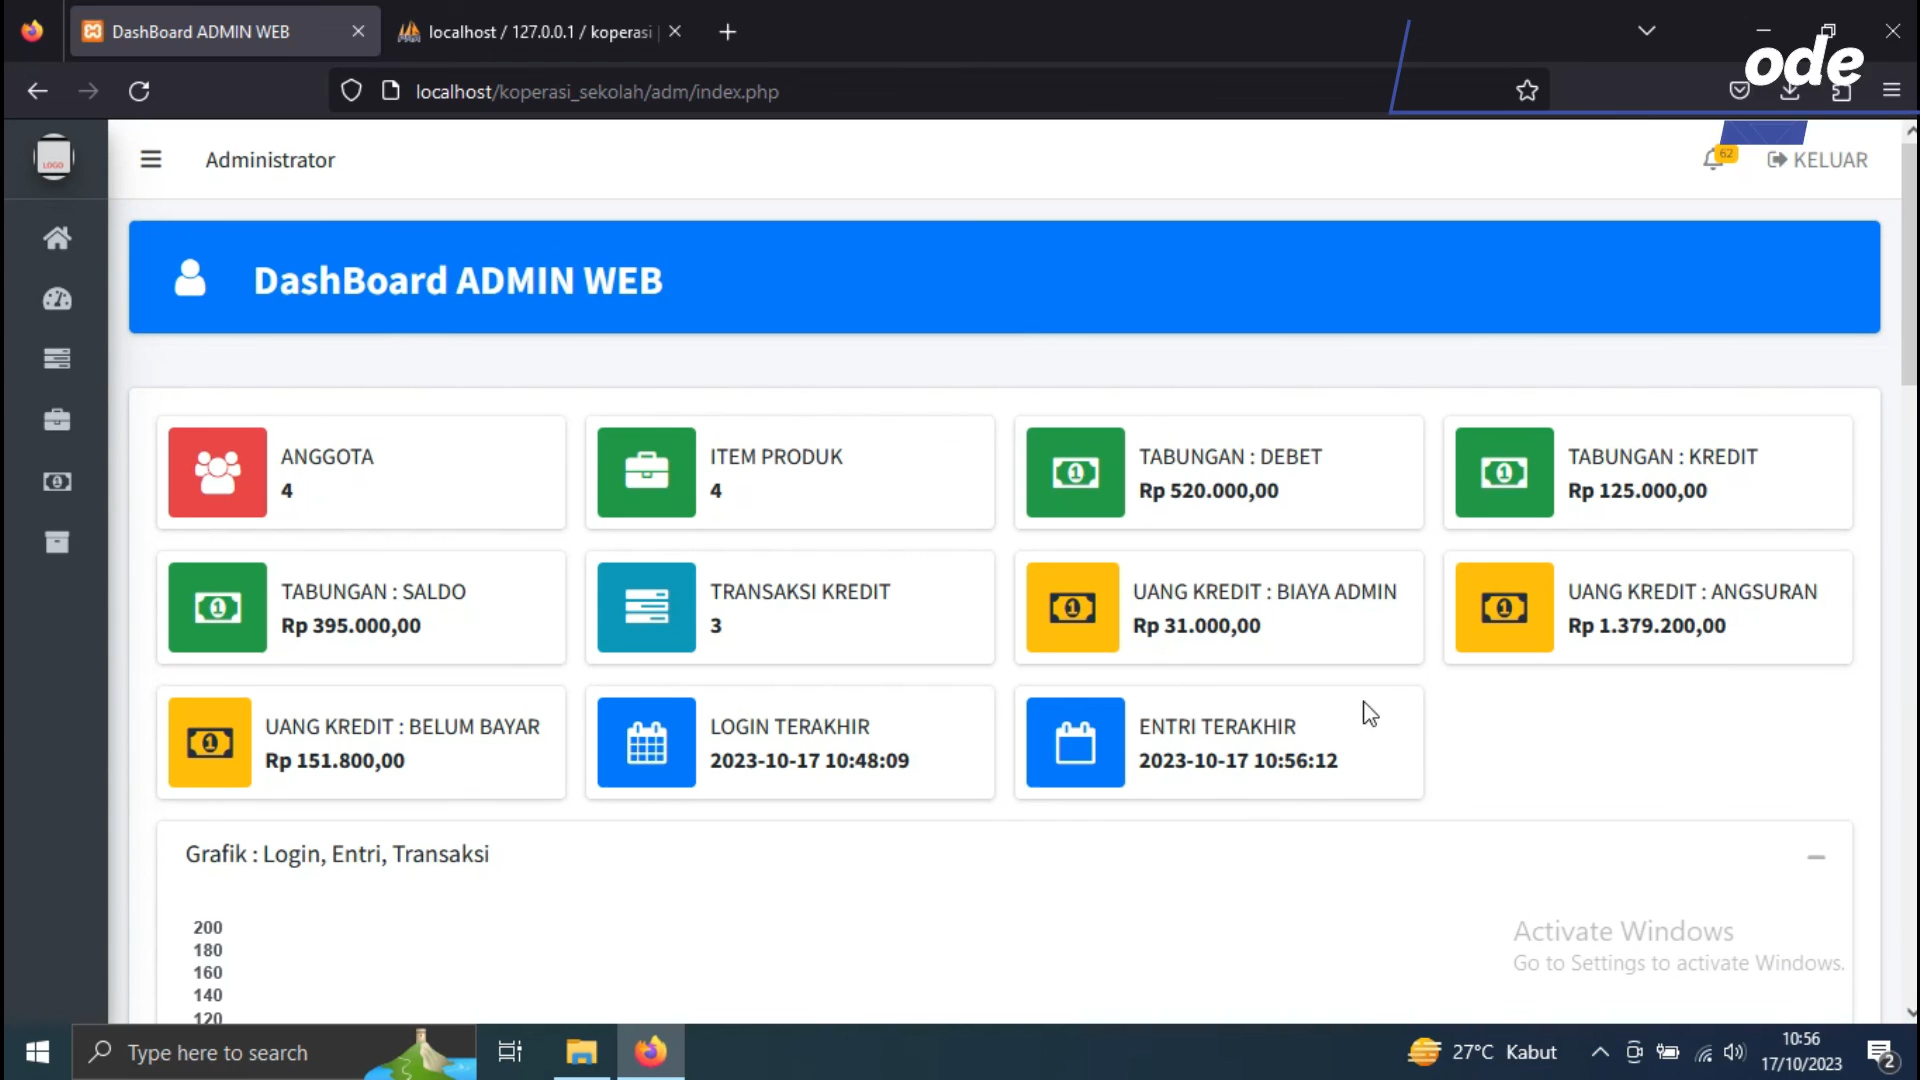 DashBoard ADMIN WEB
localhost / 127.0.0.1 / koperasi
localhost/koperasi_sekolah/adm/index.php
ode
LOGO
Administrator
62
KELUAR
DashBoard ADMIN WEB
ANGGOTA
4
ITEM PRODUK
4
TABUNGAN : DEBET
Rp 520.000,00
TABUNGAN : KREDIT
Rp 125.000,00
TABUNGAN : SALDO
Rp 395.000,00
TRANSAKSI KREDIT
3
UANG KREDIT : BIAYA ADMIN
Rp 31.000,00
UANG KREDIT : ANGSURAN
Rp 1.379.200,00
UANG KREDIT : BELUM BAYAR
Rp 151.800,00
LOGIN TERAKHIR
2023-10-17 10:48:09
ENTRI TERAKHIR
2023-10-17 10:56:12
Grafik : Login, Entri, Transaksi
200
180
160
140
120
Activate Windows
Go to Settings to activate Windows.
Type here to search
27°C Kabut
10:56
17/10/2023
2